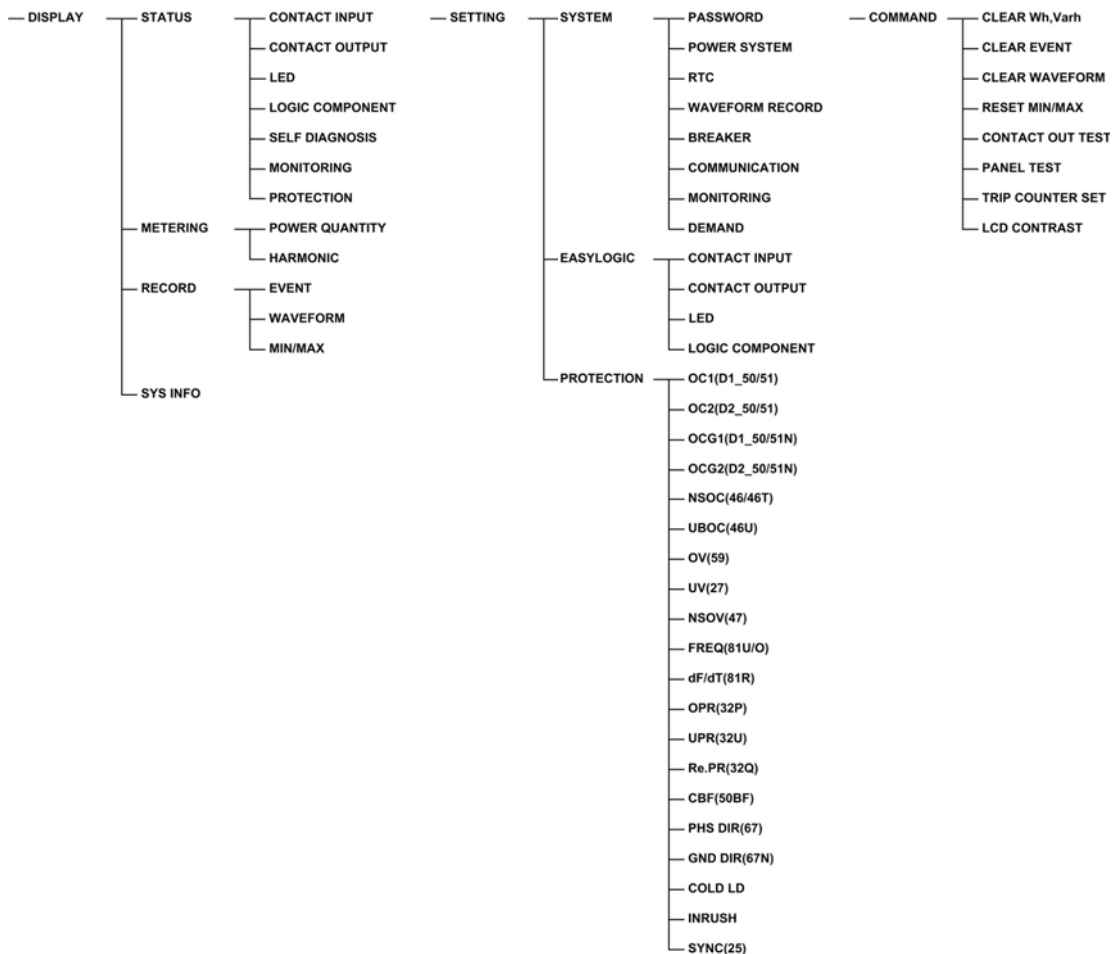 DISPLAY
STATUS
CONTACT INPUT
CONTACT OUTPUT
LED
LOGIC COMPONENT
SELF DIAGNOSIS
MONITORING
PROTECTION
METERING
POWER QUANTITY
HARMONIC
RECORD
EVENT
WAVEFORM
MIN/MAX
SYS INFO
SETTING
SYSTEM
PASSWORD
POWER SYSTEM
RTC
WAVEFORM RECORD
BREAKER
COMMUNICATION
MONITORING
DEMAND
EASYLOGIC
CONTACT INPUT
CONTACT OUTPUT
LED
LOGIC COMPONENT
PROTECTION
OC1(D1_50/51)
OC2(D2_50/51)
OCG1(D1_50/51N)
OCG2(D2_50/51N)
NSOC(46/46T)
UBOC(46U)
OV(59)
UV(27)
NSOV(47)
FREQ(81U/O)
dF/dT(81R)
OPR(32P)
UPR(32U)
Re.PR(32Q)
CBF(50BF)
PHS DIR(67)
GND DIR(67N)
COLD LD
INRUSH
SYNC(25)
COMMAND
CLEAR Wh,Varh
CLEAR EVENT
CLEAR WAVEFORM
RESET MIN/MAX
CONTACT OUT TEST
PANEL TEST
TRIP COUNTER SET
LCD CONTRAST